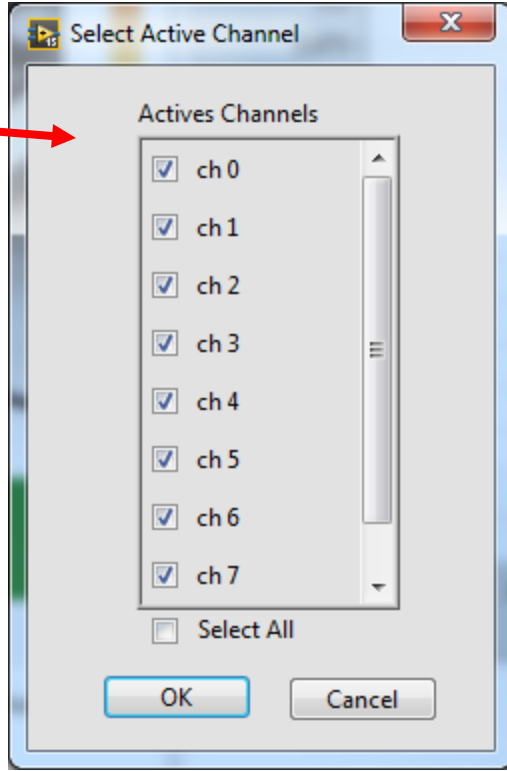 Select Active Channel
Actives Channels
ch 0
ch 1
ch 2
ch 3
ch 4
ch 5
ch 6
ch 7
Select All
OK Cancel